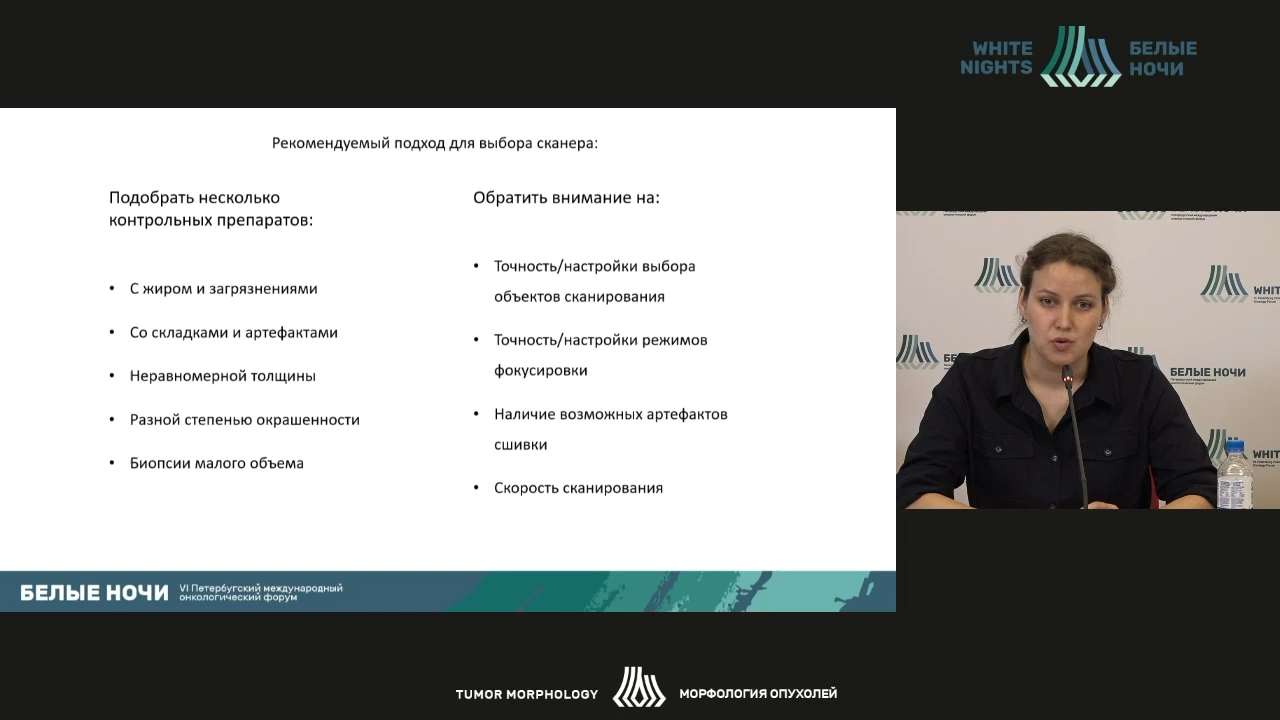 WHITE
NIGHTS
БЕЛЫЕ
НОЧИ
Рекомендуемый подход для выбора сканера:
Подобрать несколько
контрольных препаратов:
• С жиром и загрязнениями
• Со складками и артефактами
• Неравномерной толщины
• Разной степенью окрашенности
• Биопсии малого объема
Обратить внимание на:
• Точность/настройки выбора
объектов сканирования
• Точность/настройки режимов
фокусировки
• Наличие возможных артефактов
сшивки
• Скорость сканирования
БЕЛЫЕ НОЧИ
VI Петербургский международный
онкологический форум
WHIT
БЕ
БЕЛЫЕ НОЧИ
WHIT
TUMOR MORPHOLOGY
МОРФОЛОГИЯ ОПУХОЛЕЙ